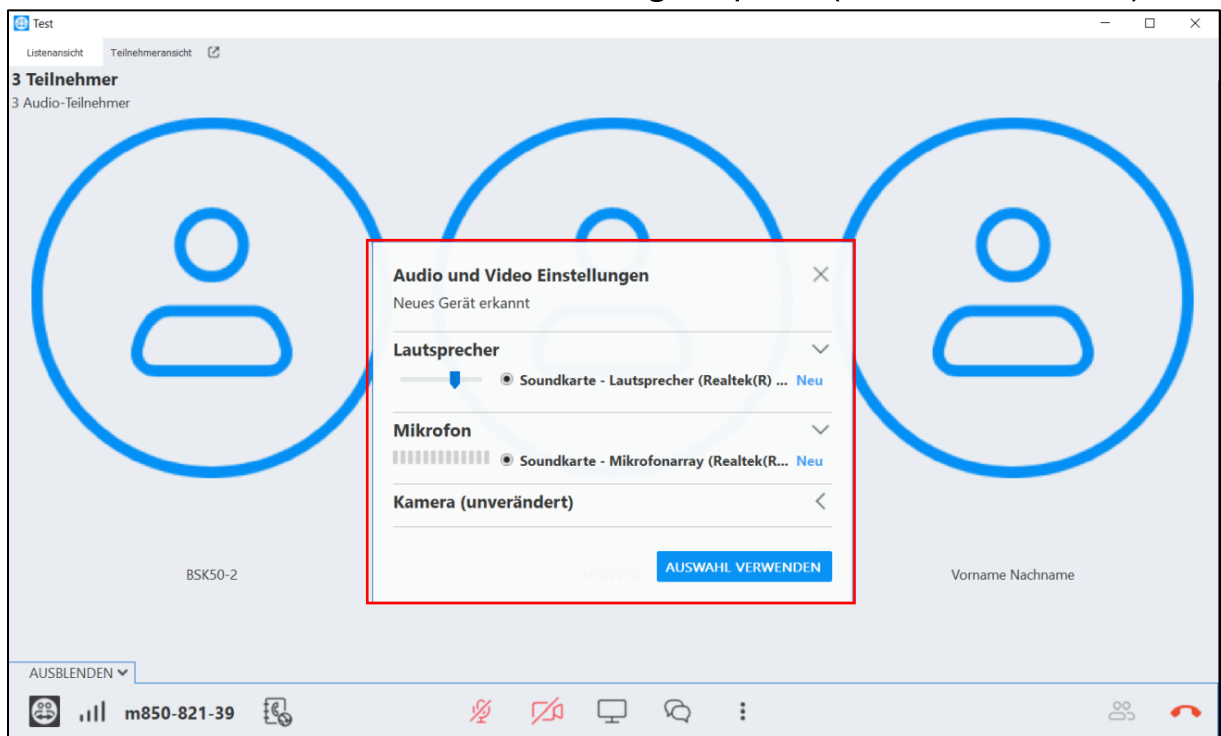 Test
Listenansicht Teilnehmeransicht
3 Teilnehmer
3 Audio-Teilnehmer
Audio und Video Einstellungen
Neues Gerät erkannt
Lautsprecher
Soundkarte - Lautsprecher (Realtek(R) ... Neu
Mikrofon
Soundkarte - Mikrofonarray (Realtek(R... Neu
Kamera (unverändert)
AUSWAHL VERWENDEN
BSK50-2
Vorname Nachname
AUSBLENDEN
m850-821-39